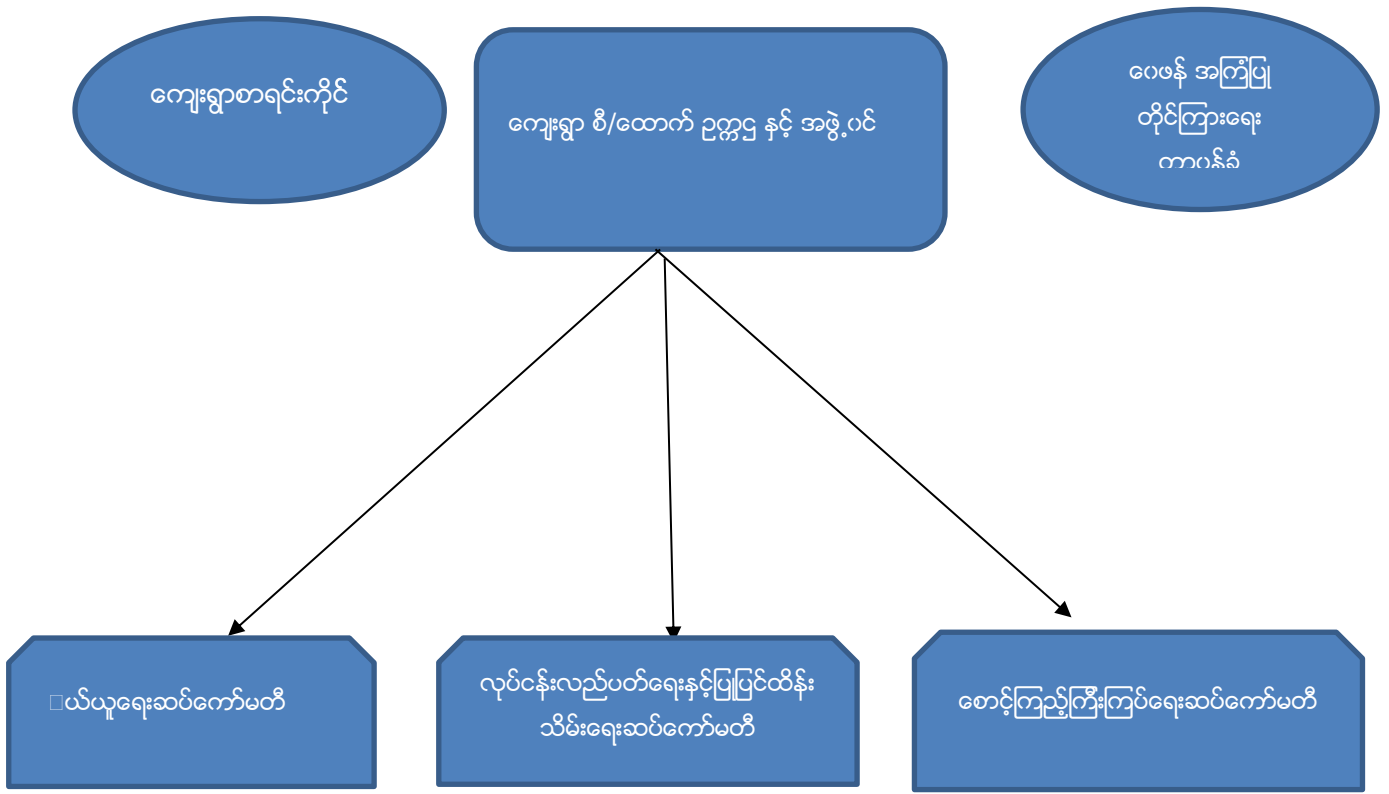 ကျေးရွာစာရင်းကိုင်
ကျေးရွာ စီ/ထောက် ဥက္ကဌ နှင့် အဖွဲ့ဝင်
ဝေဖန် အကြံပြု
တိုင်ကြားရေး
တာဝန်ခံ
ယ်ယူရေးဆပ်ကော်မတီ
လုပ်ငန်းလည်ပတ်ရေးနှင့်ပြုပြင်ထိန်း
သိမ်းရေးဆပ်ကော်မတီ
စောင့်ကြည့်ကြီးကြပ်ရေးဆပ်ကော်မတီ